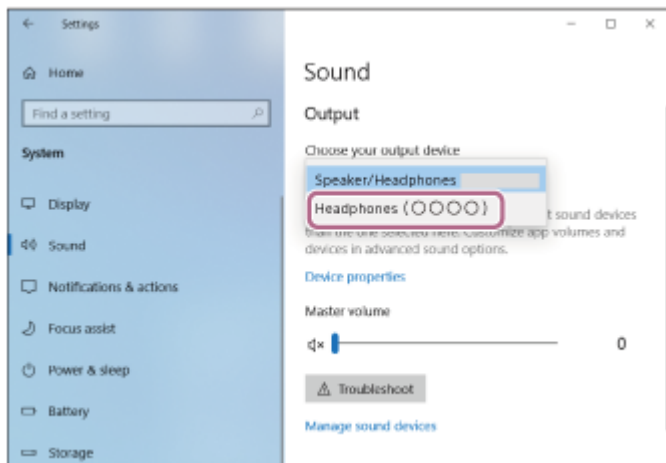 Settings
Home
Find a setting
System
Display
Sound
Notifications & actions
Focus assist
Power & sleep
Battery
Storage
Sound
Output
Choose your output device
Speaker/Headphones
Headphones (○○○○)
t sound devices
than the one selected here. Customize app volumes and
devices in advanced sound options.
Device properties
Master volume
0
Troubleshoot
Manage sound devices